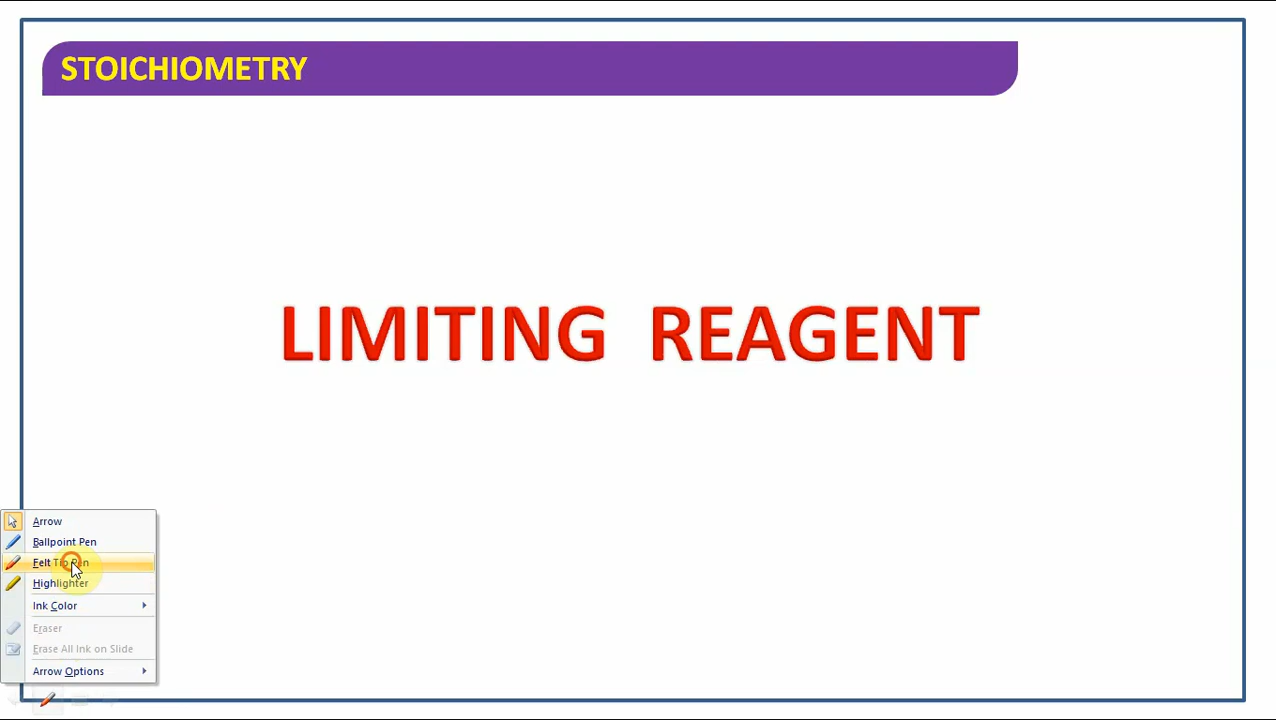 STOICHIOMETRY
LIMITING REAGENT
Arrow
Ballpoint Pen
Felt Tip Pen
Highlighter
Ink Color
Eraser
Erase All Ink on Slide
Arrow Options